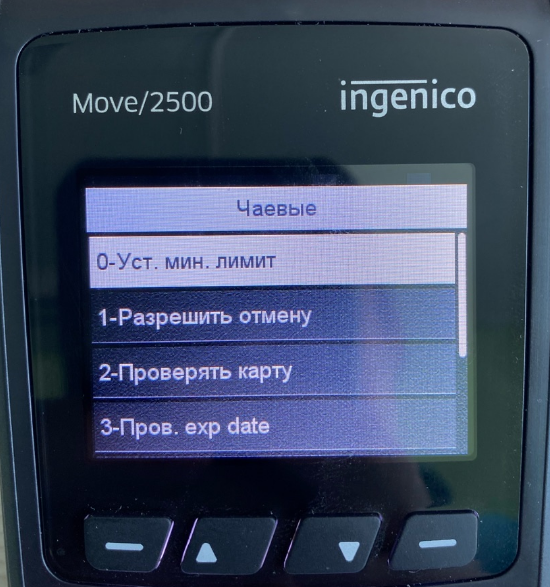 Move/2500
ingenico
Чаевые
0-Уст. мин. лимит
1-Разрешить отмену
2-Проверять карту
3-Пров. exp date